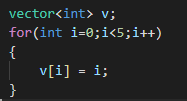 vector<int> v;
for(int i=0;i<5;i++)
{
    v[i] = i;
}